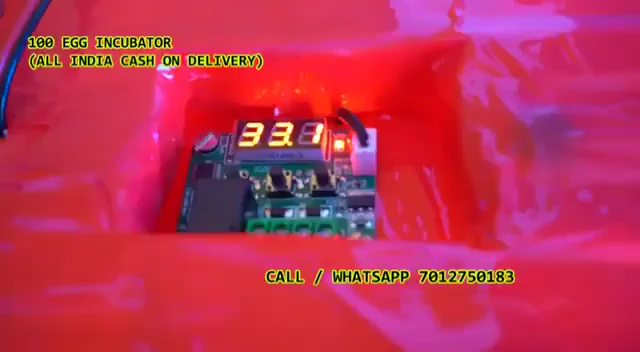 100 EGG INCUBATOR
(ALL INDIA CASH ON DELIVERY)
33.1
CALL / WHATSAPP 7012750183